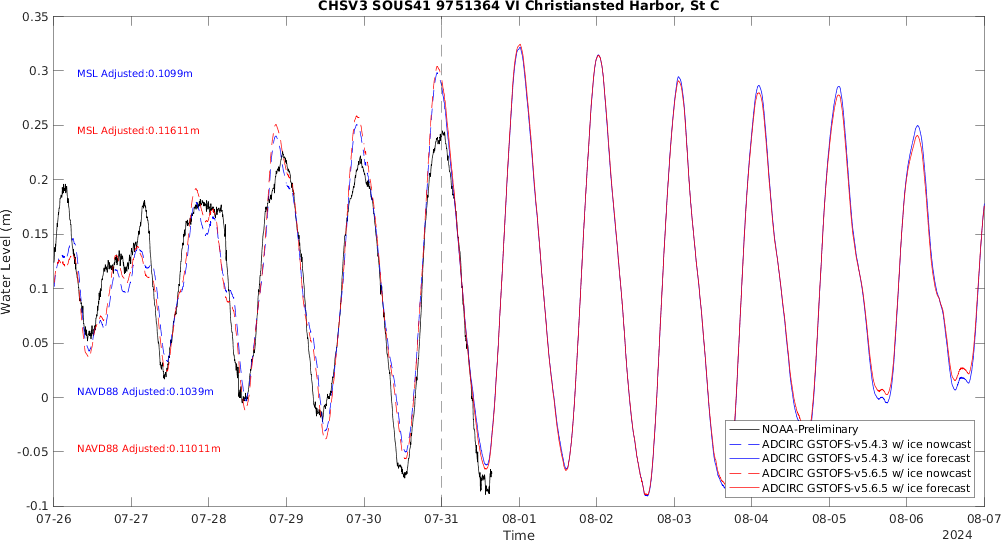 CHSV3 SOUS41 9751364 VI Christiansted Harbor, St C
0.35
0.3
0.25
0.2
0.15
0.1
0.05
0
-0.05
-0.1
Water Level (m)
MSL Adjusted:0.1099m
MSL Adjusted:0.11611m
NAVD88 Adjusted:0.1039m
NAVD88 Adjusted:0.11011m
NOAA-Preliminary
ADCIRC GSTOFS-v5.4.3 w/ ice nowcast
ADCIRC GSTOFS-v5.4.3 w/ ice forecast
ADCIRC GSTOFS-v5.6.5 w/ ice nowcast
ADCIRC GSTOFS-v5.6.5 w/ ice forecast
07-26 07-27 07-28 07-29 07-30 07-31 08-01 08-02 08-03 08-04 08-05 08-06 08-07
Time
2024